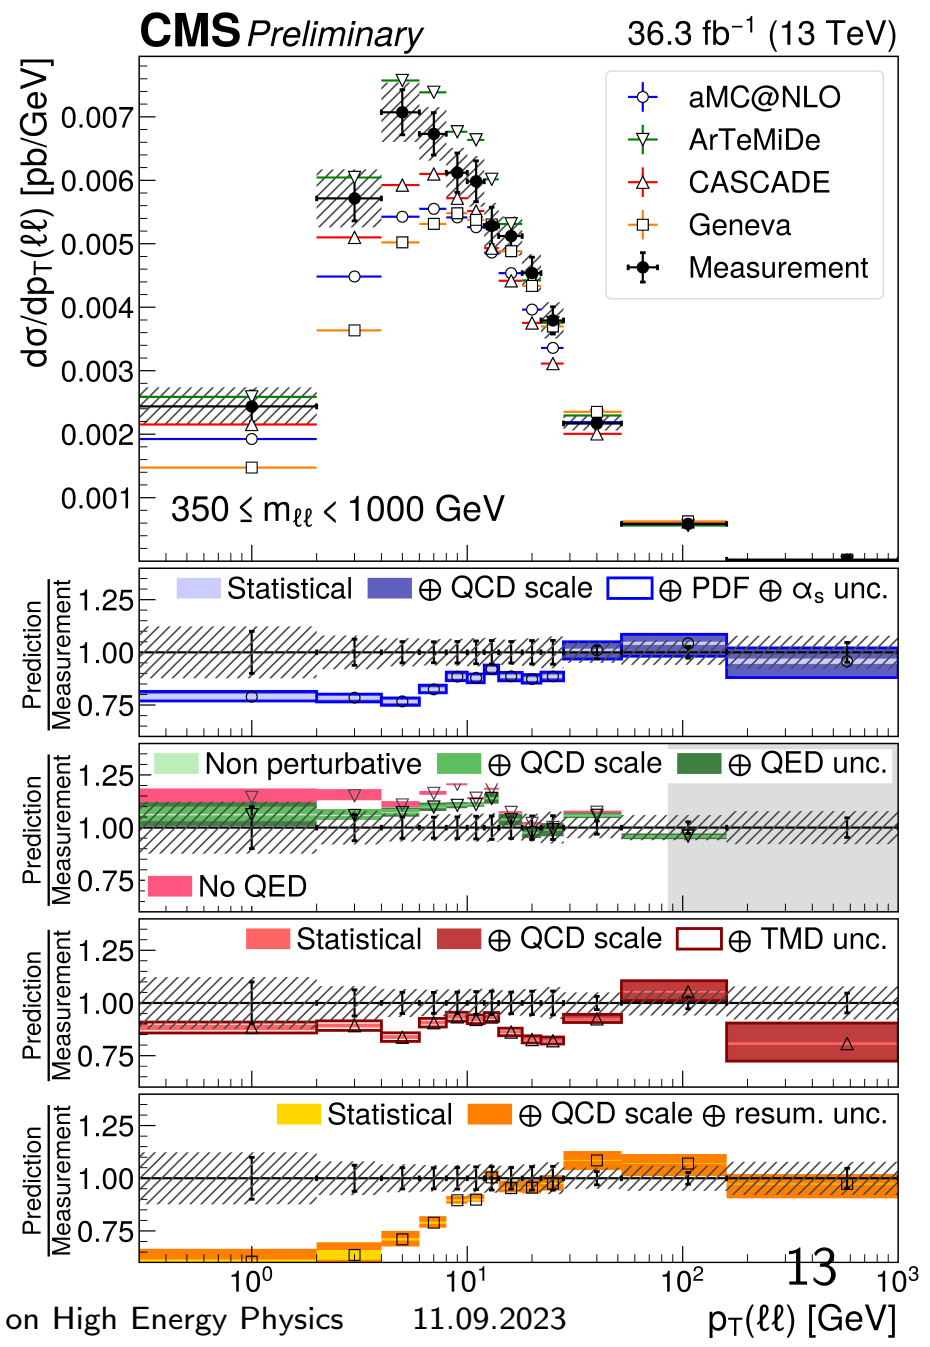 CMS Preliminary 36.3 fb⁻¹ (13 TeV)
dσ/dp_T(ℓℓ) [pb/GeV]
aMC@NLO
ArTeMiDe
CASCADE
Geneva
Measurement
0.007
0.006
0.005
0.004
0.003
0.002
0.001
350 ≤ m_ℓℓ < 1000 GeV
Prediction
Measurement
Statistical ⊕ QCD scale ⊕ PDF ⊕ α_s unc.
1.25
1.00
0.75
Prediction
Measurement
Non perturbative ⊕ QCD scale ⊕ QED unc.
1.25
1.00
0.75
No QED
Prediction
Measurement
Statistical ⊕ QCD scale ⊕ TMD unc.
1.25
1.00
0.75
Prediction
Measurement
Statistical ⊕ QCD scale ⊕ resum. unc.
1.25
1.00
0.75
13
10⁰ 10¹ 10² 10³
on High Energy Physics 11.09.2023
p_T(ℓℓ) [GeV]